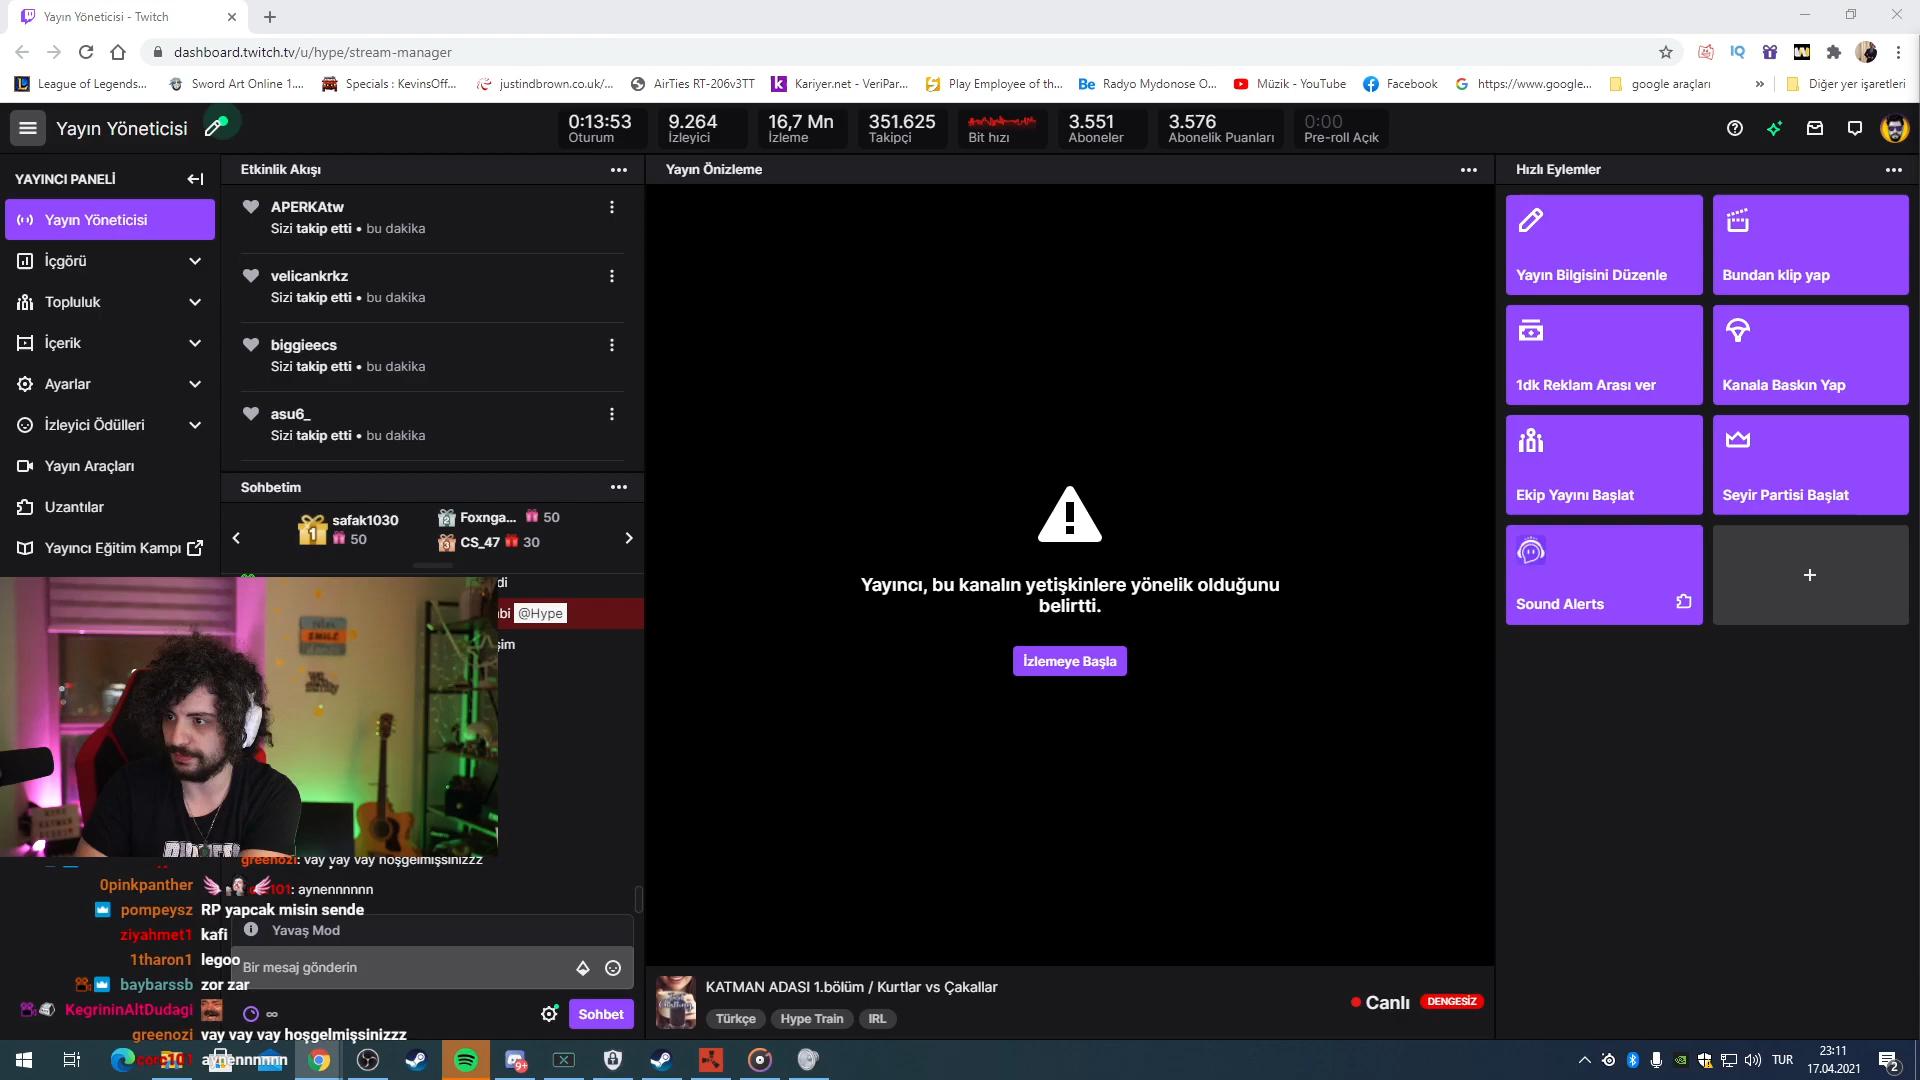 Yayın Yöneticisi - Twitch
dashboard.twitch.tv/u/hype/stream-manager
League of Legends...
Sword Art Online 1....
Specials : KevinsOff...
justindbrown.co.uk/...
AirTies RT-206v3TT
Kariyer.net - VeriPar...
Play Employee of th...
Radyo Mydonose O...
Müzik - YouTube
Facebook
https://www.google...
google araçları
Diğer yer işaretleri
Yayın Yöneticisi
0:13:53
Oturum
9.264
İzleyici
16,7 Mn
İzleme
351.625
Takipçi
Bit hızı
3.551
Aboneler
3.576
Abonelik Puanları
0:00
Pre-roll Açık
YAYINCI PANELİ
Yayın Yöneticisi
İçgörü
Topluluk
İçerik
Ayarlar
İzleyici Ödülleri
Yayın Araçları
Uzantılar
Yayıncı Eğitim Kampı
Etkinlik Akışı
APERKAtw
Sizi takip etti • bu dakika
velicankrkz
Sizi takip etti • bu dakika
biggieecs
Sizi takip etti • bu dakika
asu6_
Sizi takip etti • bu dakika
Sohbetim
1 safak1030
50
2 Foxnga... 50
3 CS_47 30
di
bi @Hype
şim
greenozi: vay vay vay hoşgelmişsinizzz
101: aynennnnnn
Yavaş Mod
Bir mesaj gönderin
∞
Sohbet
0pinkpanther
pompeysz RP yapcak misin sende
ziyahmet1 kafi
1tharon1 legoo
baybarssb zor zar
KegrininAltDudagi
greenozi vay vay vay hoşgelmişsinizzz
aynennnnnn
Yayın Önizleme
Yayıncı, bu kanalın yetişkinlere yönelik olduğunu
belirtti.
İzlemeye Başla
KATMAN ADASI 1.bölüm / Kurtlar vs Çakallar
Türkçe
Hype Train
IRL
Canlı
DENGESİZ
Hızlı Eylemler
Yayın Bilgisini Düzenle
Bundan klip yap
1dk Reklam Arası ver
Kanala Baskın Yap
Ekip Yayını Başlat
Seyir Partisi Başlat
Sound Alerts
9+
TUR
23:11
17.04.2021
2